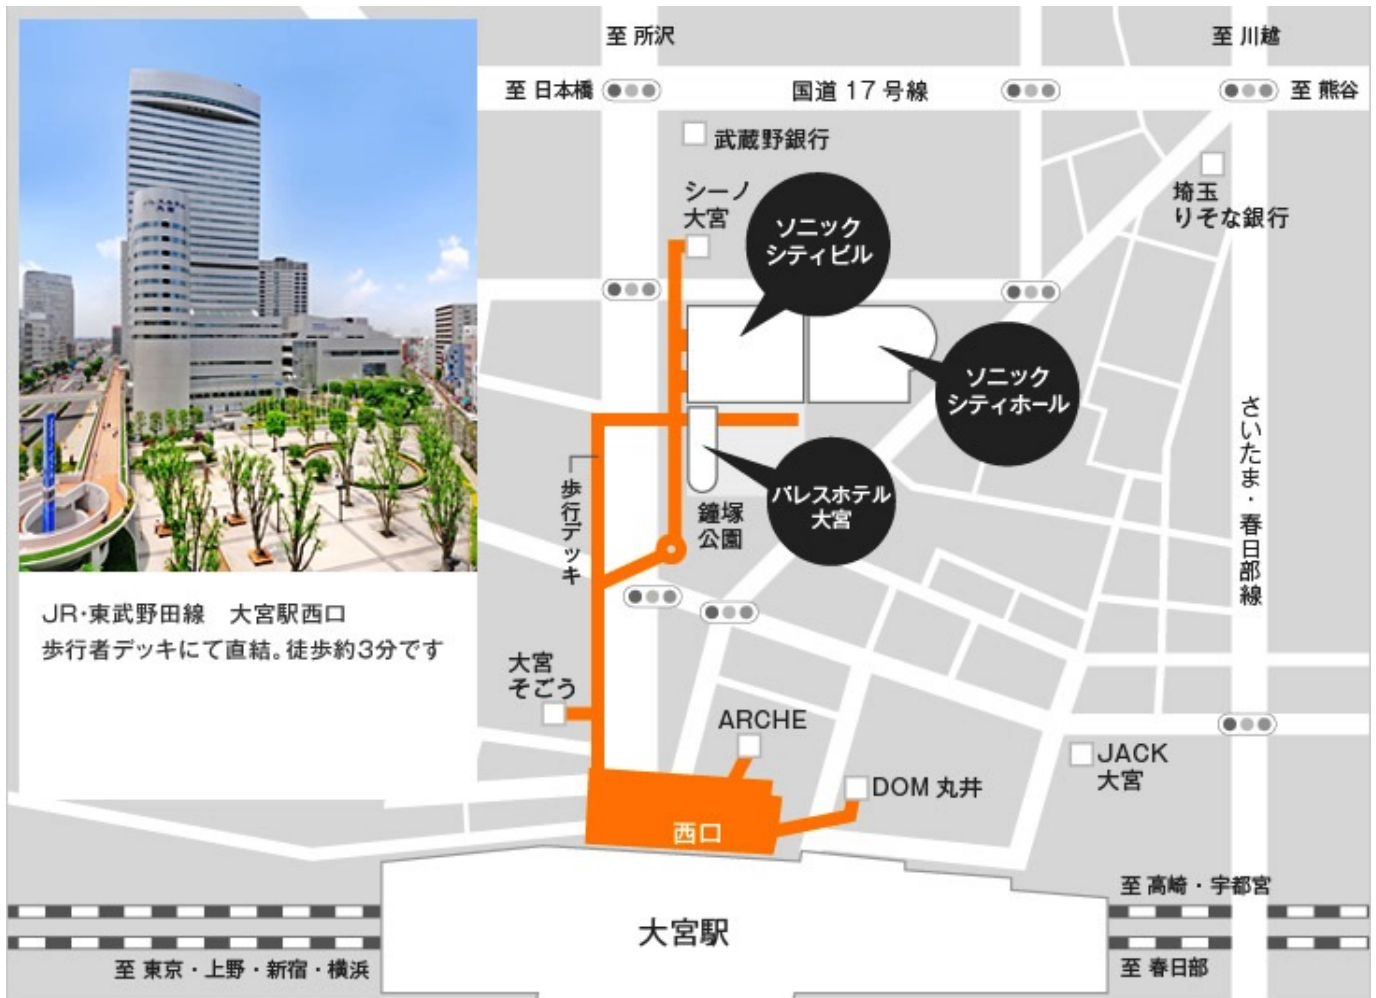 至 所沢
至 川越
至 日本橋
国道 17 号線
至 熊谷
武蔵野銀行
シーノ
大宮
ソニック
シティビル
埼玉
りそな銀行
ソニック
シティホール
さいたま・春日部線
歩行デッキ
パレスホテル
大宮
鐘塚
公園
JR・東武野田線　大宮駅西口
歩行者デッキにて直結。徒歩約3分です
大宮
そごう
ARCHE
JACK
大宮
DOM 丸井
西口
大宮駅
至 高崎・宇都宮
至 東京・上野・新宿・横浜
至 春日部